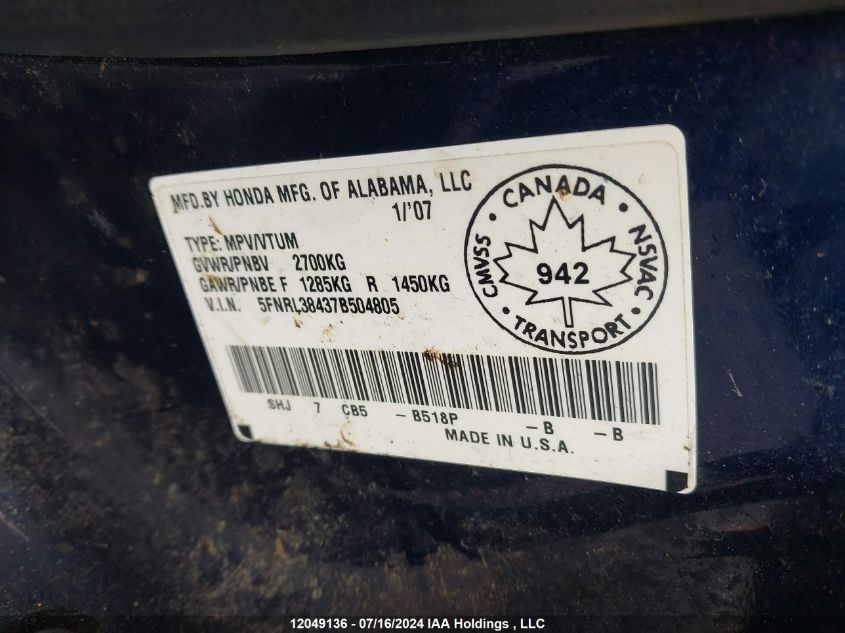 MFD.BY HONDA MFG. OF ALABAMA, LLC
1/'07
TYPE: MPV/VTUM
GVWR/PNBV 2700KG
GAWR/PNBE F 1285KG R 1450KG
V.I.N. 5FNRL38437B504805
CANADA
CMVSS
NSVAC
942
TRANSPORT
SHJ 7 CB5 - B518P - B - B
MADE IN U.S.A.
12049136 - 07/16/2024 IAA Holdings , LLC